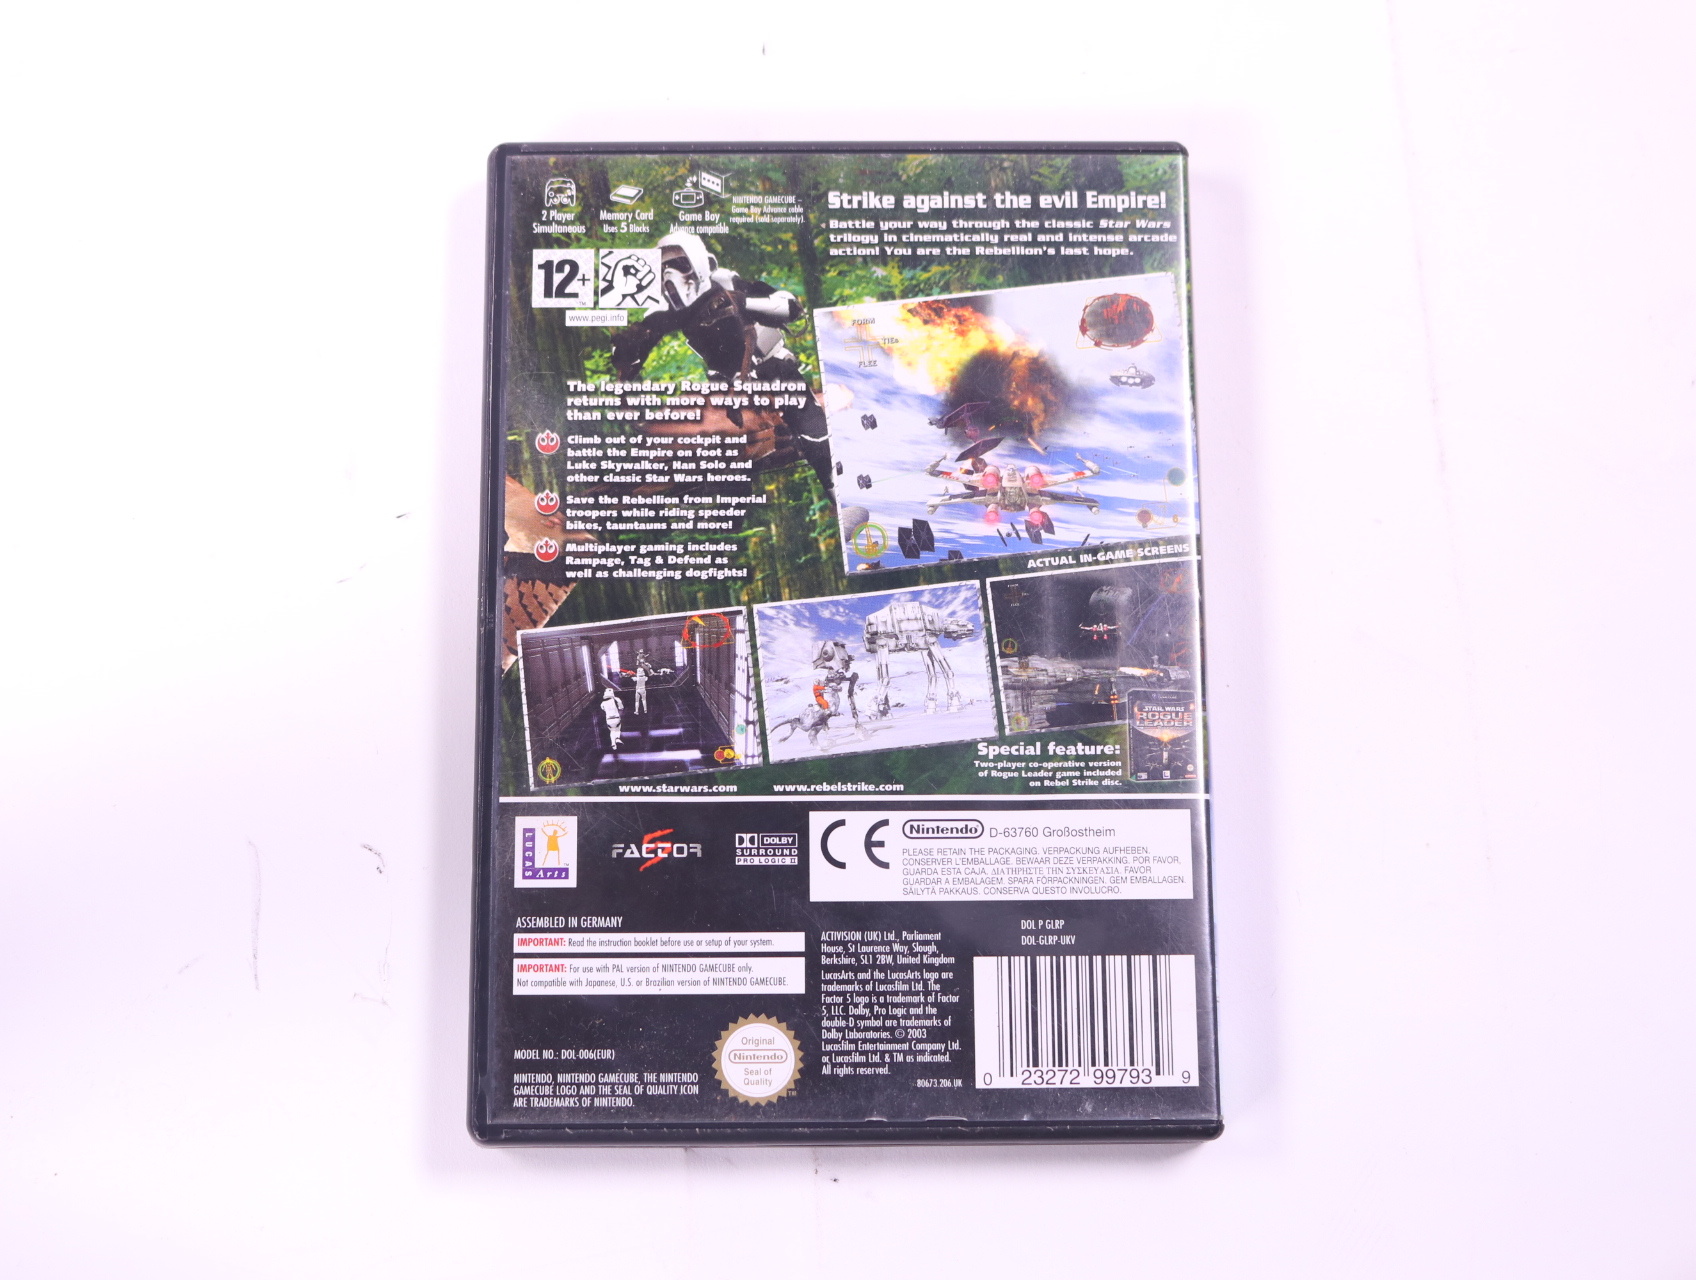 2 Player
Simultaneous
Memory Card
Uses 5 Blocks
Game Boy
Advance compatible
NINTENDO GAMECUBE –
Game Boy Advance cable
required (sold separately).
12+
www.pegi.info
Strike against the evil Empire!
Battle your way through the classic Star Wars
trilogy in cinematically real and intense arcade
action! You are the Rebellion's last hope.
FORM
TIEs
FLEE
The legendary Rogue Squadron
returns with more ways to play
than ever before!
Climb out of your cockpit and
battle the Empire on foot as
Luke Skywalker, Han Solo and
other classic Star Wars heroes.
Save the Rebellion from Imperial
troopers while riding speeder
bikes, tauntauns and more!
Multiplayer gaming includes
Rampage, Tag & Defend as
well as challenging dogfights!
ACTUAL IN-GAME SCREENS
STAR WARS
ROGUE
LEADER
Special feature:
Two-player co-operative version
of Rogue Leader game included
on Rebel Strike disc.
www.starwars.com
www.rebelstrike.com
LUCAS
Arts
FACTOR 5
DOLBY
SURROUND
PRO LOGIC II
CE
Nintendo D-63760 Großostheim
PLEASE RETAIN THE PACKAGING. VERPACKUNG AUFHEBEN.
CONSERVER L'EMBALLAGE. BEWAAR DEZE VERPAKKING. POR FAVOR,
GUARDA ESTA CAJA. ΔΙΑΤΗΡΗΣΤΕ ΤΗΝ ΣΥΣΚΕΥΑΣΙΑ. FAVOR
GUARDAR A EMBALAGEM. SPARA FÖRPACKNINGEN. GEM EMBALLAGEN.
SÄILYTÄ PAKKAUS. CONSERVA QUESTO INVOLUCRO.
ASSEMBLED IN GERMANY
IMPORTANT: Read the instruction booklet before use or setup of your system.
IMPORTANT: For use with PAL version of NINTENDO GAMECUBE only.
Not compatible with Japanese, U.S. or Brazilian version of NINTENDO GAMECUBE.
MODEL NO.: DOL-006(EUR)
NINTENDO, NINTENDO GAMECUBE, THE NINTENDO
GAMECUBE LOGO AND THE SEAL OF QUALITY ICON
ARE TRADEMARKS OF NINTENDO.
Original
Nintendo
Seal of
Quality
TM
ACTIVISION (UK) Ltd., Parliament
House, St Laurence Way, Slough,
Berkshire, SL1 2BW, United Kingdom
LucasArts and the LucasArts logo are
trademarks of Lucasfilm Ltd. The
Factor 5 logo is a trademark of Factor
5, LLC. Dolby, Pro Logic and the
double-D symbol are trademarks of
Dolby Laboratories. © 2003
Lucasfilm Entertainment Company Ltd.
or Lucasfilm Ltd. & TM as indicated.
All rights reserved.
80673.206.UK
DOL P GLRP
DOL-GLRP-UKV
0 23272 99793 9